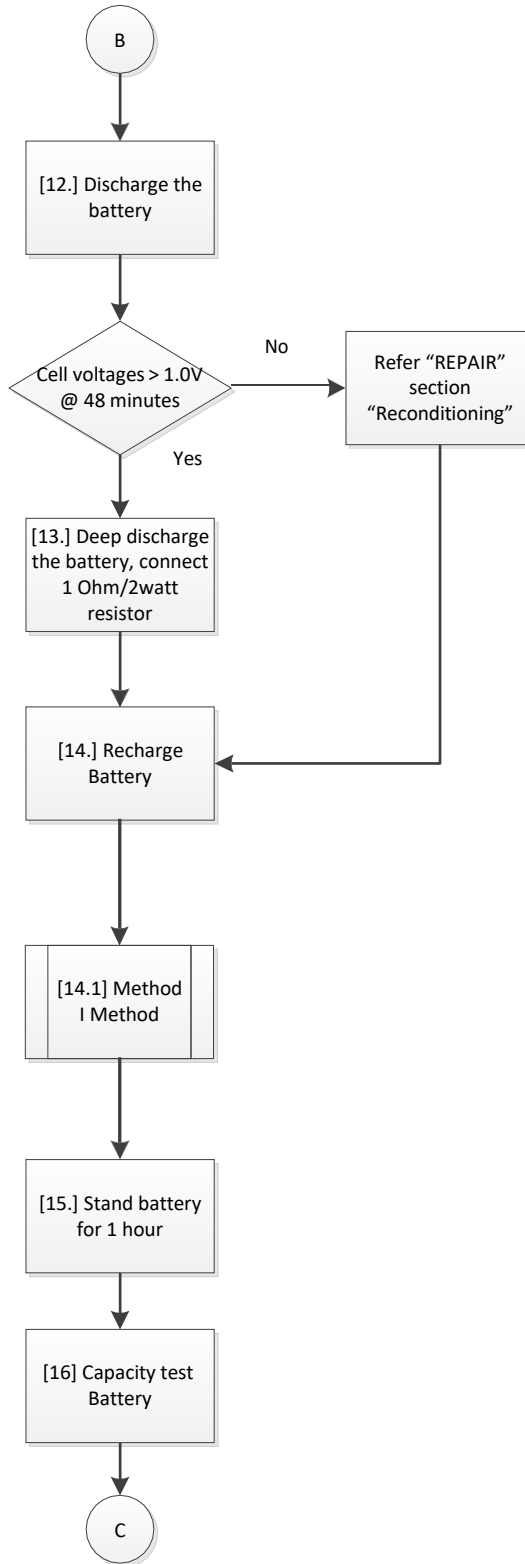 B
[12.] Discharge the
battery
Cell voltages > 1.0V
@ 48 minutes
No
Refer “REPAIR”
section
“Reconditioning”
Yes
[13.] Deep discharge
the battery, connect
1 Ohm/2watt
resistor
[14.] Recharge
Battery
[14.1] Method
I Method
[15.] Stand battery
for 1 hour
[16] Capacity test
Battery
C